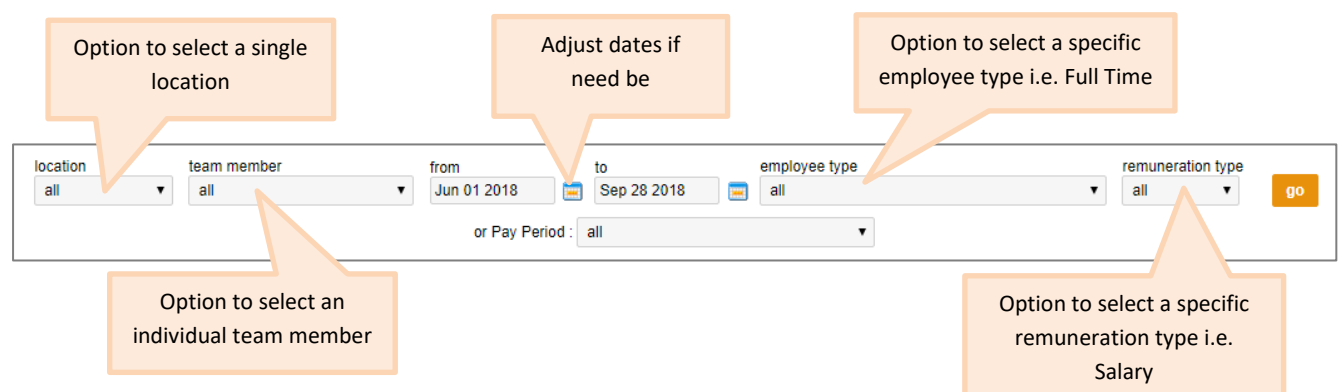 Option to select a single
location
Adjust dates if
need be
Option to select a specific
employee type i.e. Full Time
location
team member
from
to
employee type
remuneration type
all
all
Jun 01 2018
Sep 28 2018
all
all
go
or Pay Period : all
Option to select an
individual team member
Option to select a specific
remuneration type i.e.
Salary